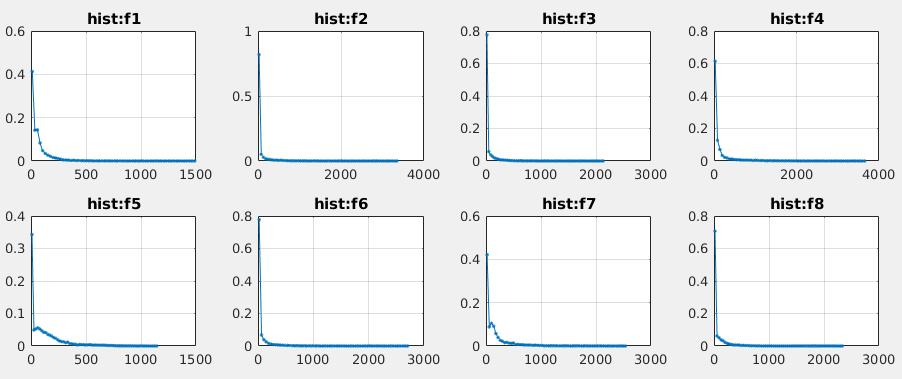 hist:f1 hist:f2 hist:f3 hist:f4
0.6 1 0.8 0.8
0.6 0.6
0.4
0.5 0.4 0.4
0.2
0.2 0.2
0 0 0 0
0 500 1000 1500 0 2000 4000 0 1000 2000 3000 0 2000 4000
hist:f5 hist:f6 hist:f7 hist:f8
0.4 0.8 0.6 0.8
0.3 0.6 0.6
0.4
0.2 0.4 0.4
0.2
0.1 0.2 0.2
0 0 0 0
0 500 1000 1500 0 1000 2000 3000 0 1000 2000 3000 0 1000 2000 3000